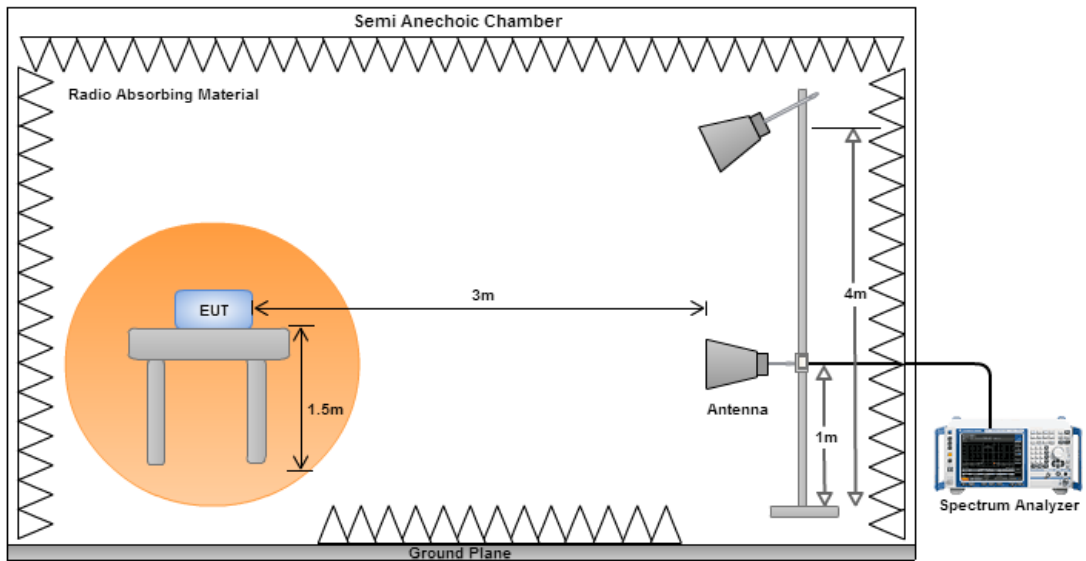 Semi Anechoic Chamber
Radio Absorbing Material
3m
4m
EUT
1.5m
Antenna
1m
Spectrum Analyzer
Ground Plane